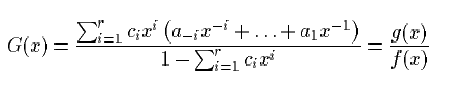 G(x) = \frac{\sum_{i=1}^{r} c_i x^i \left( a_{-i} x^{-i} + \ldots + a_1 x^{-1} \right)}{1 - \sum_{i=1}^{r} c_i x^i} = \frac{g(x)}{f(x)}